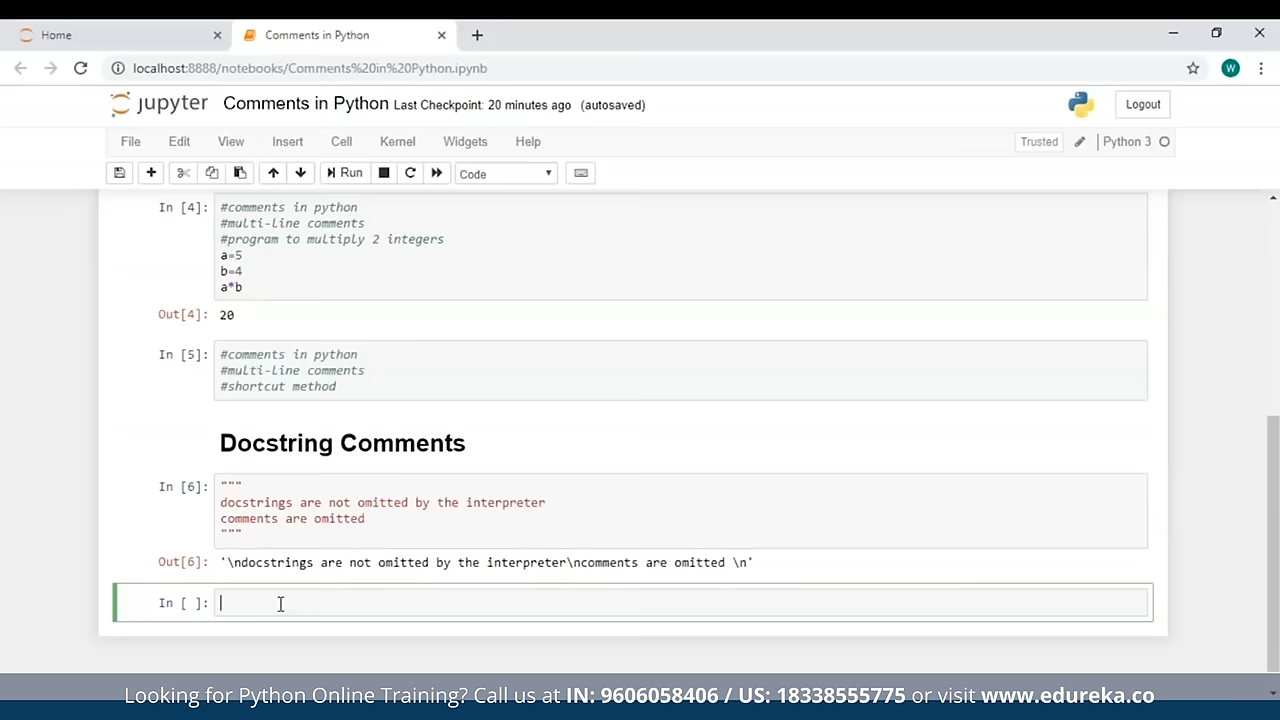 Home
Comments in Python
localhost:8888/notebooks/Comments%20in%20Python.ipynb
W
jupyter Comments in Python Last Checkpoint: 20 minutes ago (autosaved)
Logout
File Edit View Insert Cell Kernel Widgets Help
Trusted
Python 3
Run
Code
In [4]: #comments in python
#multi-line comments
#program to multiply 2 integers
a=5
b=4
a*b
Out[4]: 20
In [5]: #comments in python
#multi-line comments
#shortcut method
Docstring Comments
In [6]: """
docstrings are not omitted by the interpreter
comments are omitted
"""
Out[6]: '\ndocstrings are not omitted by the interpreter\ncomments are omitted \n'
In [ ]:
Looking for Python Online Training? Call us at IN: 9606058406 / US: 18338555775 or visit www.edureka.co